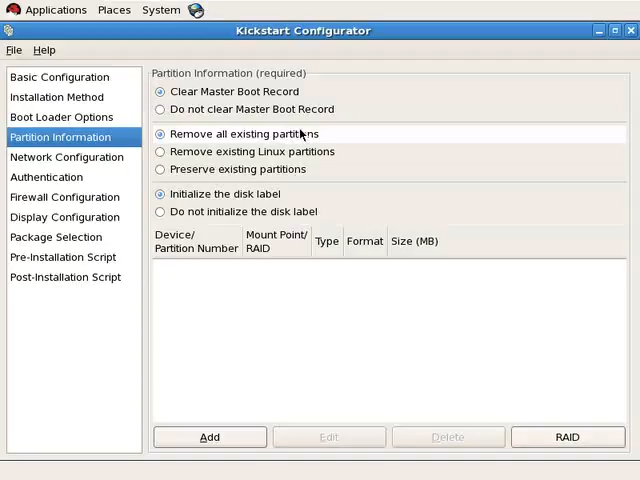 Applications Places System
Kickstart Configurator
File Help
Basic Configuration
Installation Method
Boot Loader Options
Partition Information
Network Configuration
Authentication
Firewall Configuration
Display Configuration
Package Selection
Pre-Installation Script
Post-Installation Script
Partition Information (required)
Clear Master Boot Record
Do not clear Master Boot Record
Remove all existing partitions
Remove existing Linux partitions
Preserve existing partitions
Initialize the disk label
Do not initialize the disk label
Device/
Partition Number
Mount Point/
RAID
Type
Format
Size (MB)
Add
Edit
Delete
RAID